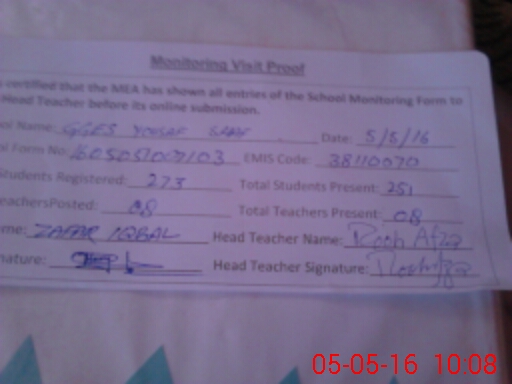 Monitoring Visit Proof
certified that the MEA has shown all entries of the School Monitoring Form to
Head Teacher before its online submission.
ol Name: GGES YOUSAF Date: 5/5/16
l Form No: EMIS Code: 38110070
Students Registered: 273 Total Students Present: 251
eachersPosted: 08 Total Teachers Present: 08
me: ZAFAR IQBAL Head Teacher Name: Rooh Afza
nature: Head Teacher Signature:
05-05-16 10:08